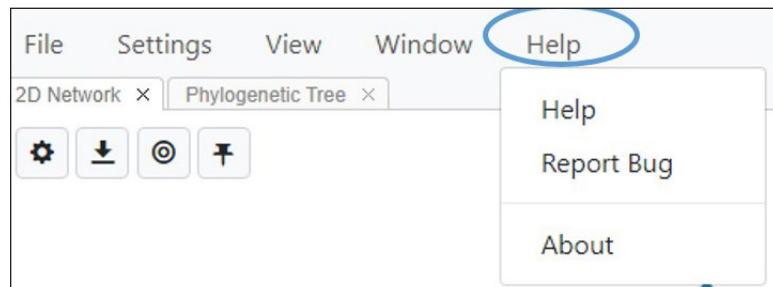 File Settings View Window Help
2D Network × Phylogenetic Tree ×
Help
Report Bug
About